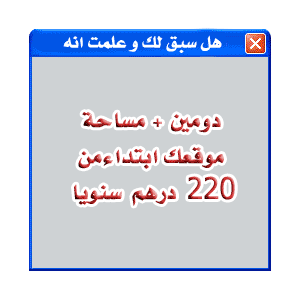 هل سبق لك و علمت انه
دومين + مساحة
موقعك ابتداءمن
220 درهم سنويا